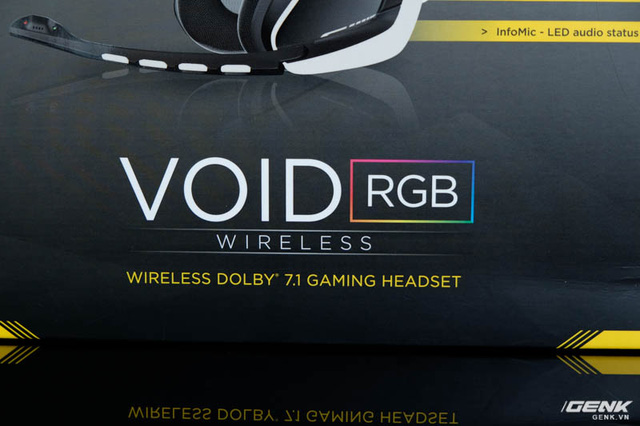 > InfoMic - LED audio status
VOID RGB
WIRELESS
WIRELESS DOLBY® 7.1 GAMING HEADSET
WIRELESS DOLBY® 7.1 GAMING HEADSET
GENK
GENK.VN